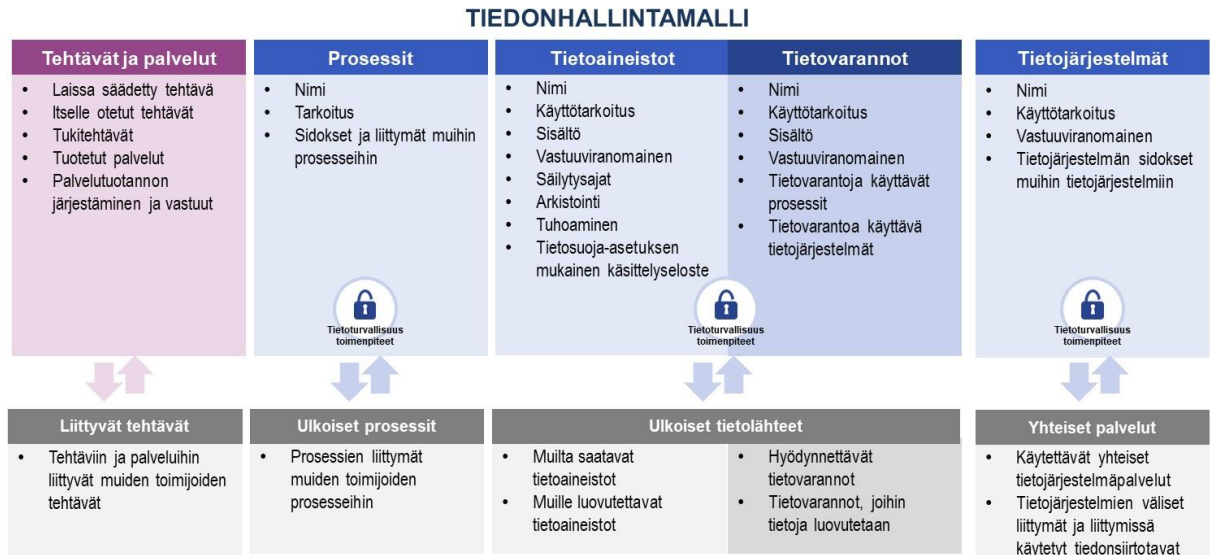 TIEDONHALLINTAMALLI
Tehtävät ja palvelut
• Laissa säädetty tehtävä
• Itselle otetut tehtävät
• Tukitehtävät
• Tuotetut palvelut
• Palvelutuotannon
järjestäminen ja vastuut
Prosessit
• Nimi
• Tarkoitus
• Sidokset ja liittymät muihin
prosesseihin
Tietoturvallisuus
toimenpiteet
Tietoaineistot
• Nimi
• Käyttötarkoitus
• Sisältö
• Vastuuviranomainen
• Säilytysajat
• Arkistointi
• Tuhoaminen
• Tietosuoja-asetuksen
mukainen käsittelyseloste
Tietovarannot
• Nimi
• Käyttötarkoitus
• Sisältö
• Vastuuviranomainen
• Tietovarantoja käyttävät
prosessit
• Tietovarantoa käyttävä
tietojärjestelmät
Tietoturvallisuus
toimenpiteet
Tietojärjestelmät
• Nimi
• Käyttötarkoitus
• Vastuuviranomainen
• Tietojärjestelmän sidokset
muihin tietojärjestelmiin
Tietoturvallisuus
toimenpiteet
Liittyvät tehtävät
• Tehtäviin ja palveluihin
liittyvät muiden toimijoiden
tehtävät
Ulkoiset prosessit
• Prosessien liittymät
muiden toimijoiden
prosesseihin
Ulkoiset tietolähteet
• Muilta saatavat
tietoaineistot
• Muille luovutettavat
tietoaineistot
• Hyödynnettävät
tietovarannot
• Tietovarannot, joihin
tietoja luovutetaan
Yhteiset palvelut
• Käytettävät yhteiset
tietojärjestelmäpalvelut
• Tietojärjestelmien väliset
liittymät ja liittymissä
käytetyt tiedonsiirtotavat